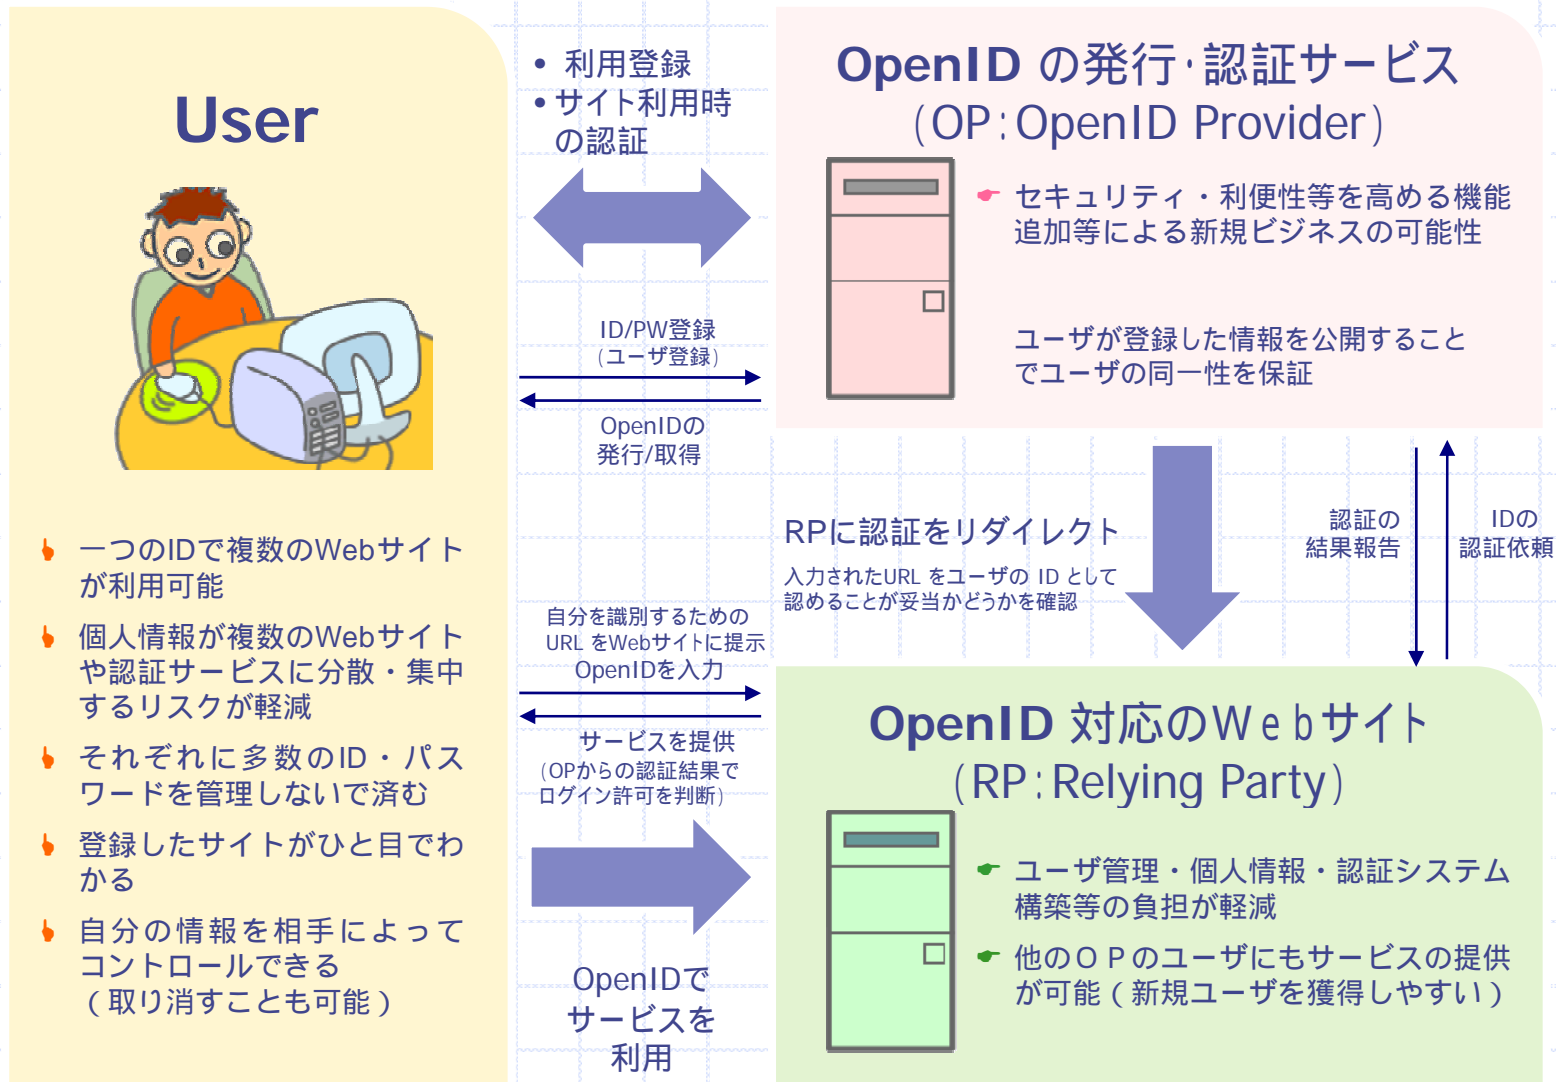 User
一つのIDで複数のWebサイト
が利用可能
個人情報が複数のWebサイト
や認証サービスに分散・集中
するリスクが軽減
それぞれに多数のID・パス
ワードを管理しないで済む
登録したサイトがひと目でわ
かる
自分の情報を相手によって
コントロールできる
(取り消すことも可能)
• 利用登録
• サイト利用時
の認証
ID/PW登録
(ユーザ登録)
OpenIDの
発行/取得
自分を識別するための
URL をWebサイトに提示
OpenIDを入力
サービスを提供
(OPからの認証結果で
ログイン許可を判断)
OpenIDで
サービスを
利用
OpenID の発行・認証サービス
(OP:OpenID Provider)
セキュリティ・利便性等を高める機能
追加等による新規ビジネスの可能性
ユーザが登録した情報を公開すること
でユーザの同一性を保証
RPに認証をリダイレクト
入力されたURL をユーザの ID として
認めることが妥当かどうかを確認
認証の
結果報告
IDの
認証依頼
OpenID 対応のWebサイト
(RP:Relying Party)
ユーザ管理・個人情報・認証システム
構築等の負担が軽減
他のOPのユーザにもサービスの提供
が可能(新規ユーザを獲得しやすい)